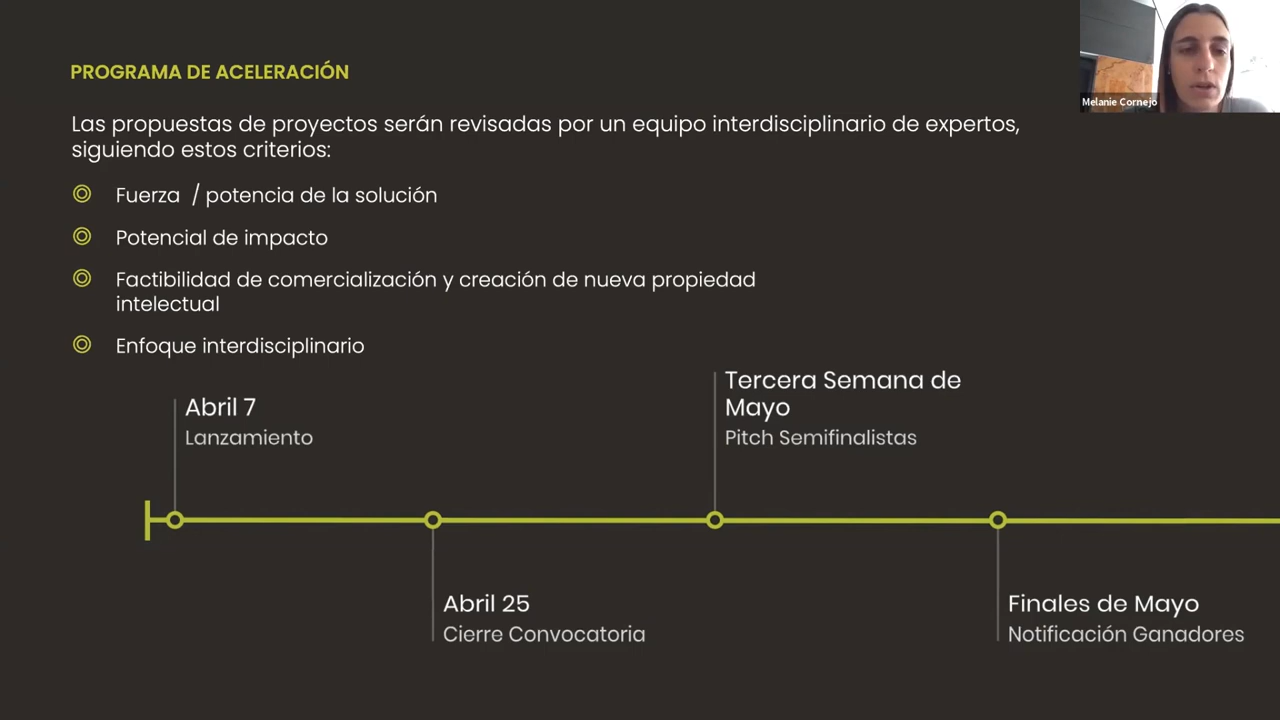 PROGRAMA DE ACELERACIÓN
Melanie Cornejo
Las propuestas de proyectos serán revisadas por un equipo interdisciplinario de expertos,
siguiendo estos criterios:
Fuerza / potencia de la solución
Potencial de impacto
Factibilidad de comercialización y creación de nueva propiedad
intelectual
Enfoque interdisciplinario
Abril 7
Lanzamiento
Tercera Semana de
Mayo
Pitch Semifinalistas
Abril 25
Cierre Convocatoria
Finales de Mayo
Notificación Ganadores